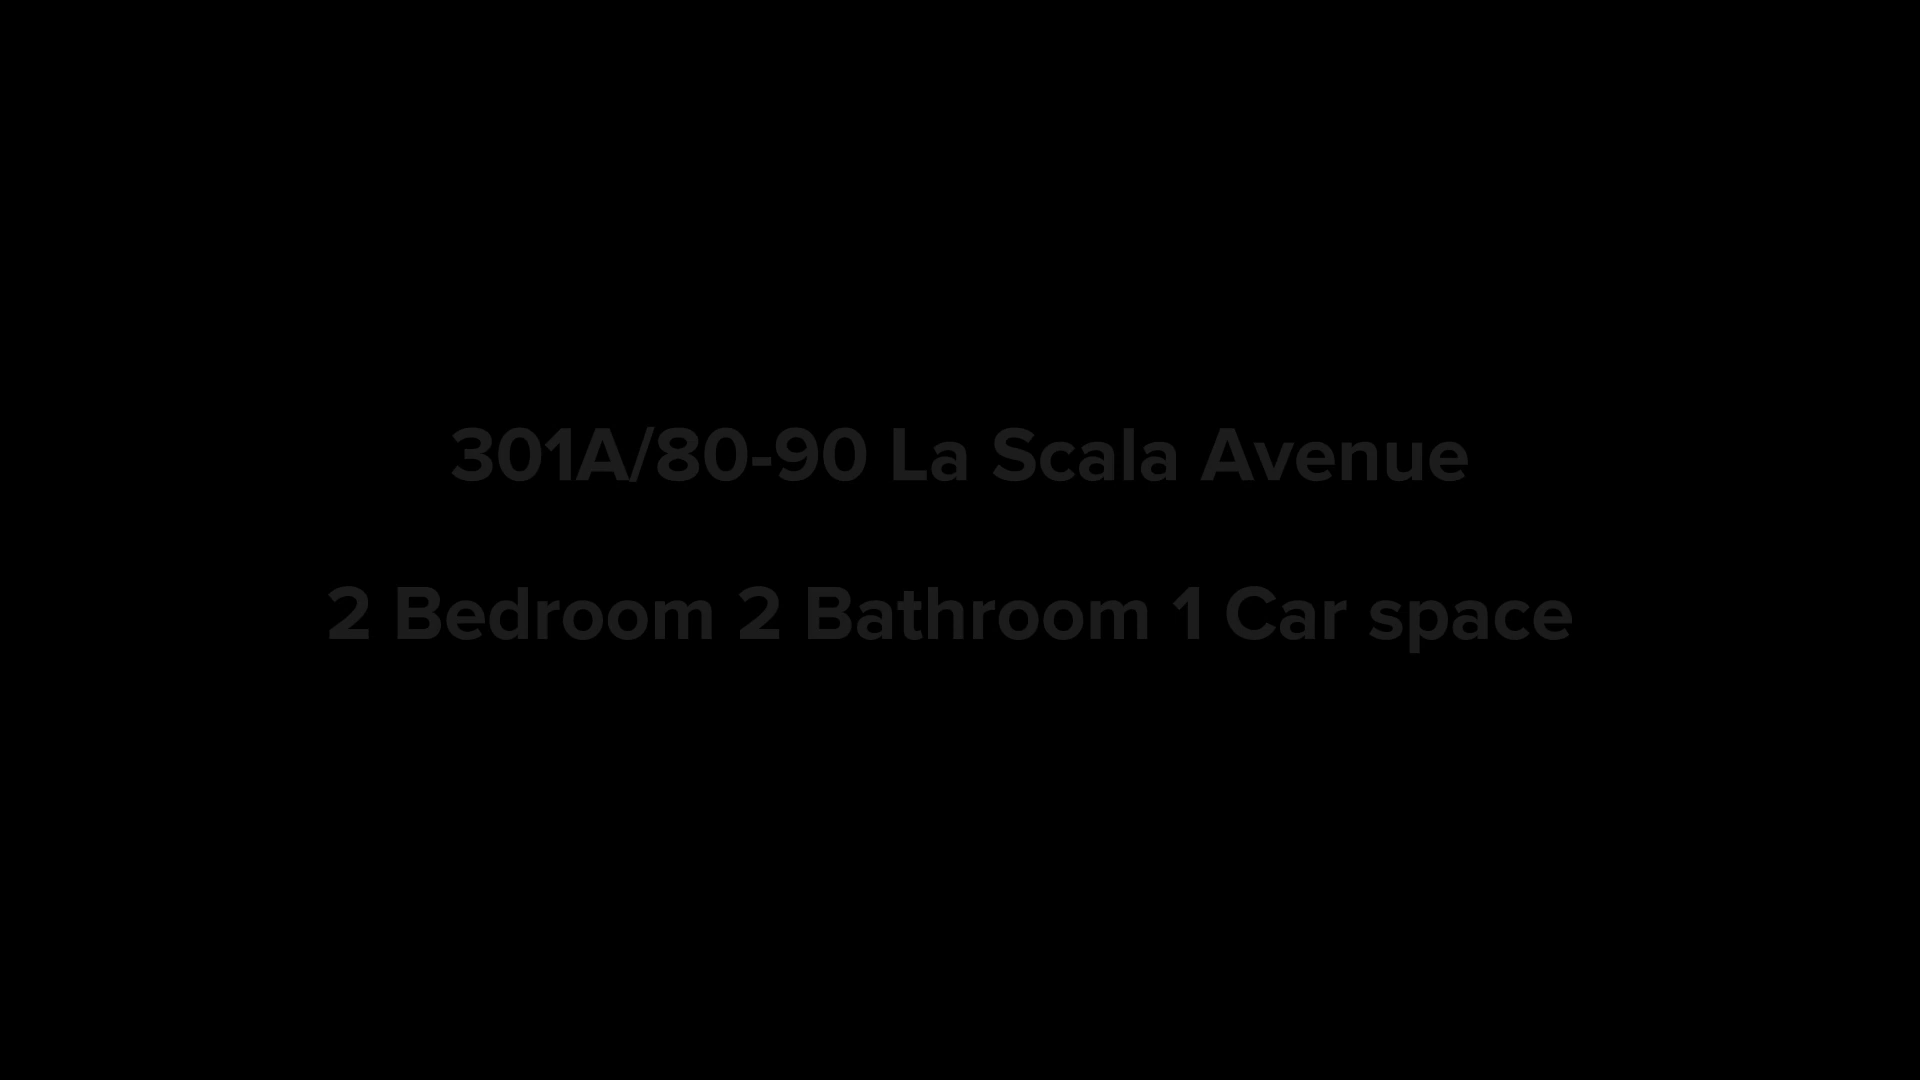 301A/80-90 La Scala Avenue
2 Bedroom 2 Bathroom 1 Car space